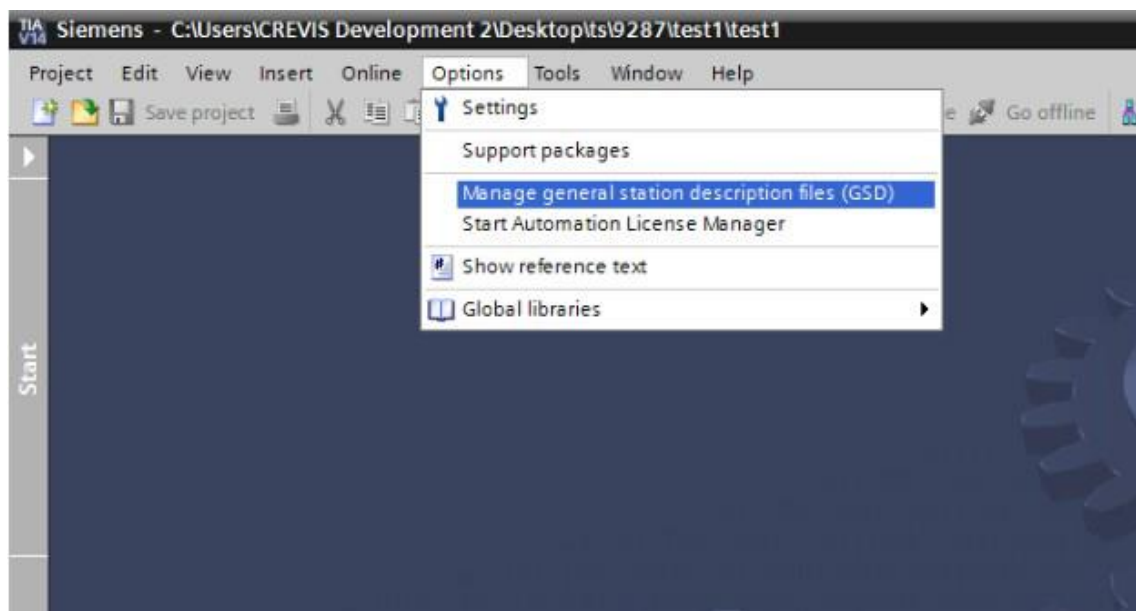 TIA V14 Siemens - C:\Users\CREVIS Development 2\Desktop\ts\9287\test1\test1
Project Edit View Insert Online Options Tools Window Help
Save project Go offline
Settings
Support packages
Manage general station description files (GSD)
Start Automation License Manager
Show reference text
Global libraries
Start